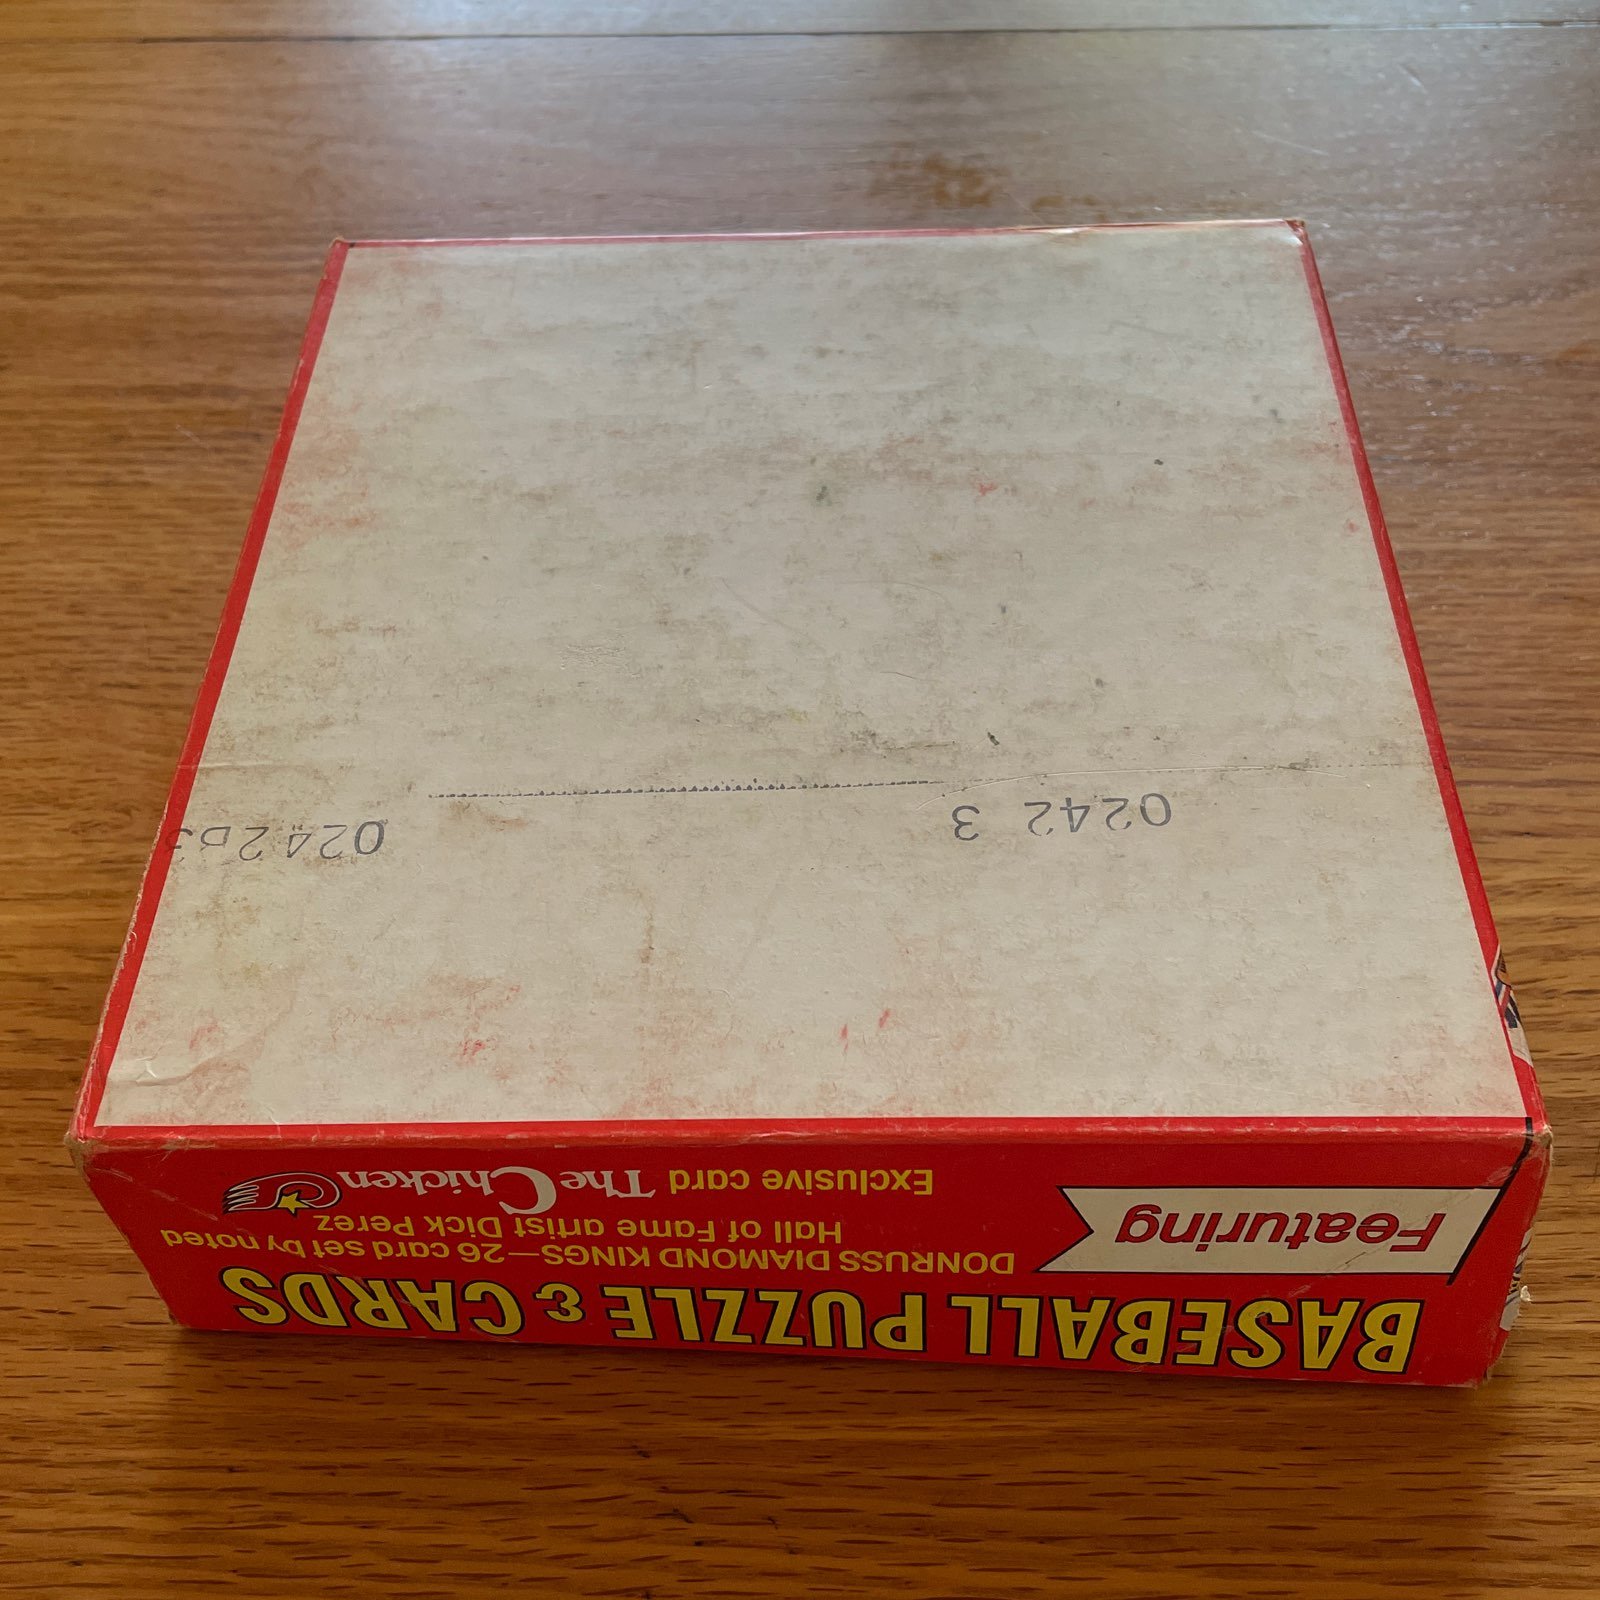 BASEBALL PUZZLE & CARDS
Featuring
DONRUSS DIAMOND KINGS—26 card set by noted
Hall of Fame artist Dick Perez
Exclusive card The Chicken
0242 3
0242